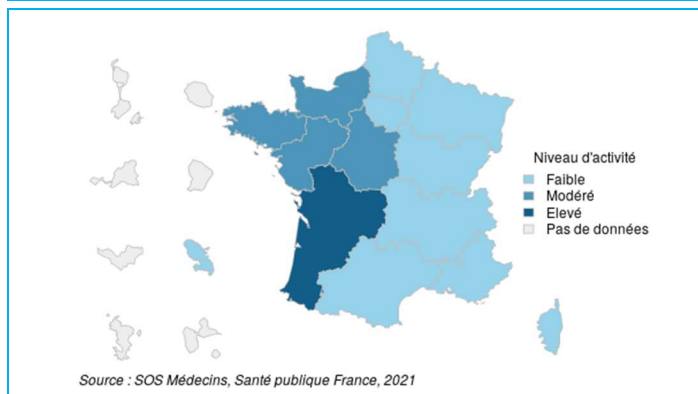 Niveau d'activité
Faible
Modéré
Elevé
Pas de données
Source : SOS Médecins, Santé publique France, 2021